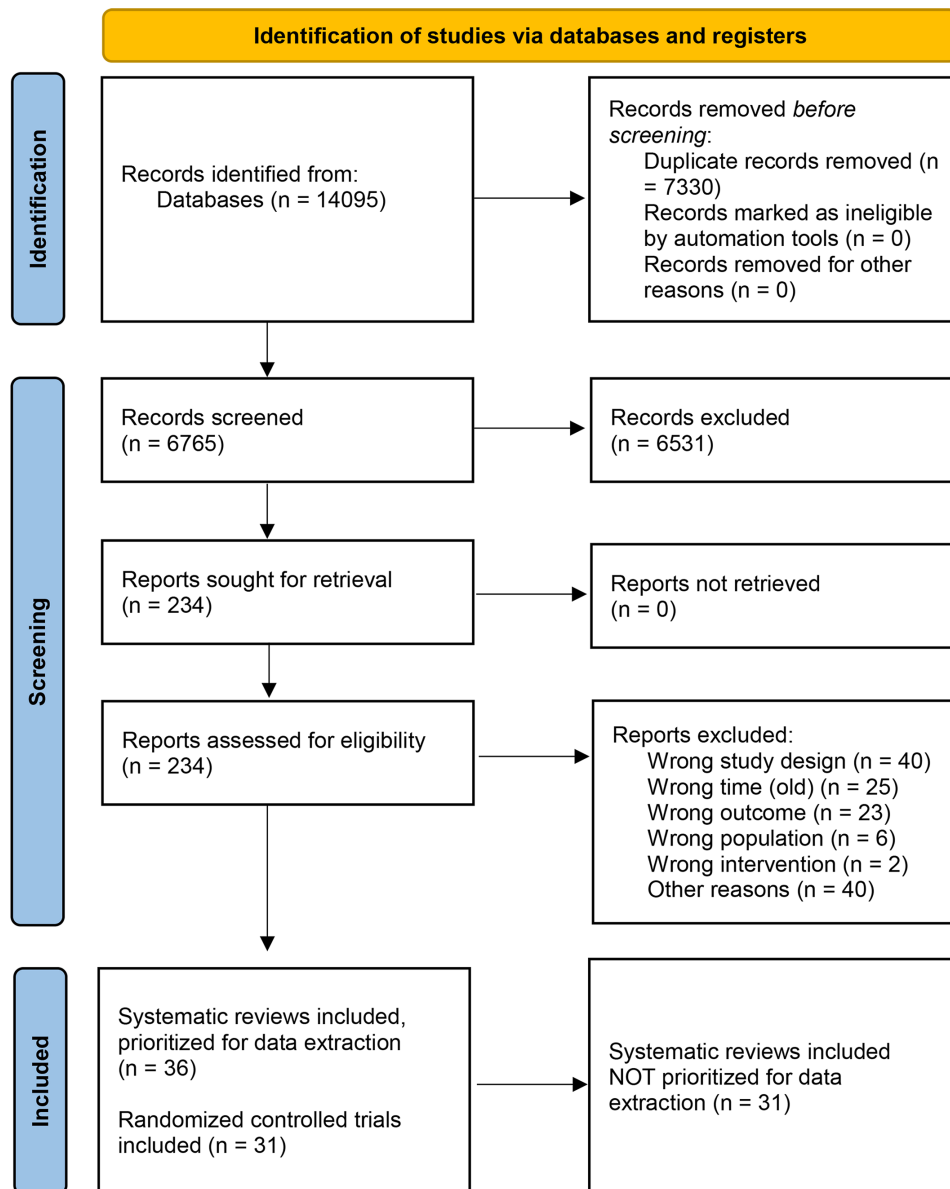 Identification of studies via databases and registers
Identification
Records identified from:
Databases (n = 14095)
Records removed before
screening:
Duplicate records removed (n
= 7330)
Records marked as ineligible
by automation tools (n = 0)
Records removed for other
reasons (n = 0)
Screening
Records screened
(n = 6765)
Records excluded
(n = 6531)
Reports sought for retrieval
(n = 234)
Reports not retrieved
(n = 0)
Reports assessed for eligibility
(n = 234)
Reports excluded:
Wrong study design (n = 40)
Wrong time (old) (n = 25)
Wrong outcome (n = 23)
Wrong population (n = 6)
Wrong intervention (n = 2)
Other reasons (n = 40)
Included
Systematic reviews included,
prioritized for data extraction
(n = 36)
Randomized controlled trials
included (n = 31)
Systematic reviews included
NOT prioritized for data
extraction (n = 31)